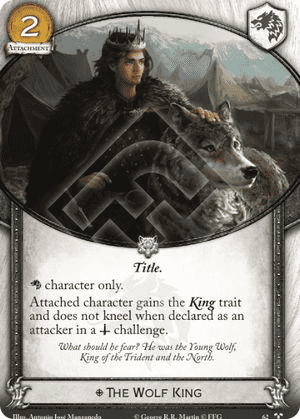 2
ATTACHMENT
Title.
character only.
Attached character gains the King trait
and does not kneel when declared as an
attacker in a challenge.
What should he fear? He was the Young Wolf,
King of the Trident and the North.
THE WOLF KING
Illus. Antonio José Manzanedo © George R.R. Martin © FFG 62